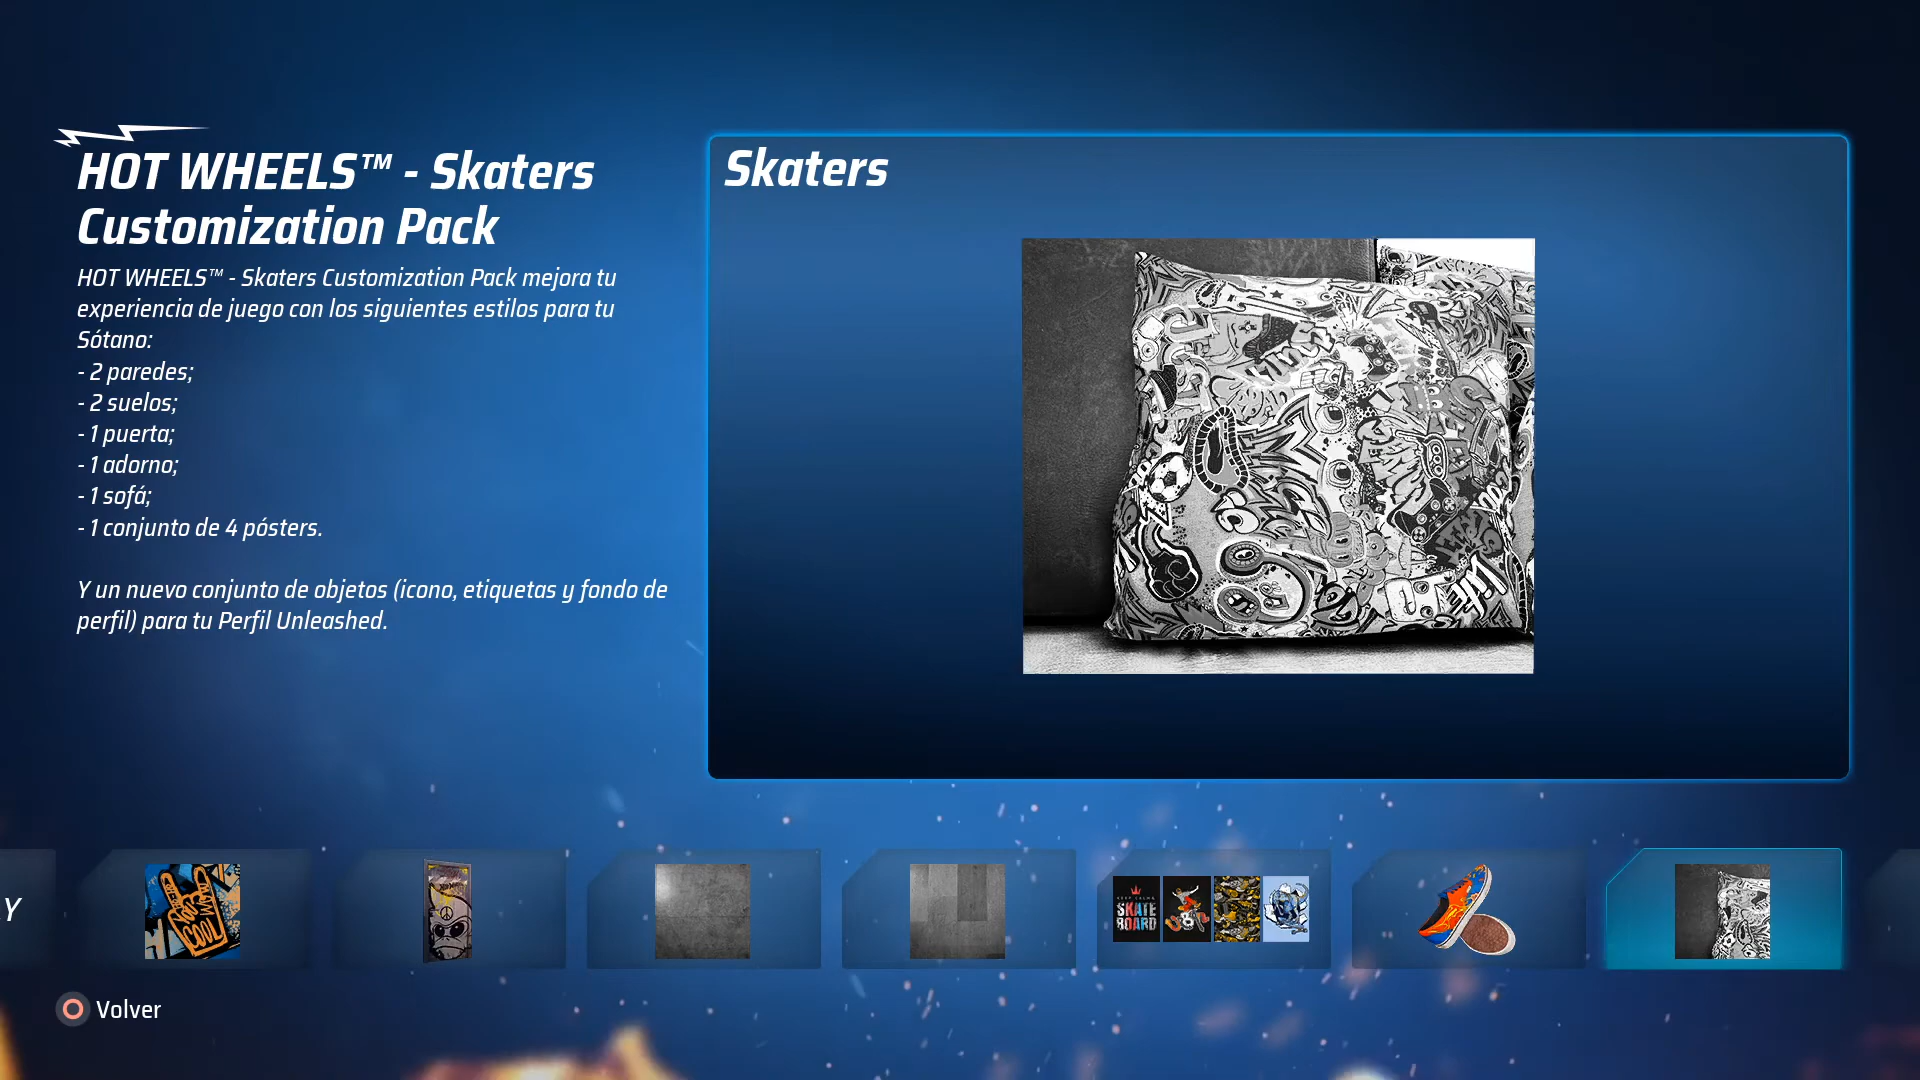 HOT WHEELS™ - Skaters
Customization Pack
HOT WHEELS™ - Skaters Customization Pack mejora tu
experiencia de juego con los siguientes estilos para tu
Sótano:
- 2 paredes;
- 2 suelos;
- 1 puerta;
- 1 adorno;
- 1 sofá;
- 1 conjunto de 4 pósters.
Y un nuevo conjunto de objetos (icono, etiquetas y fondo de
perfil) para tu Perfil Unleashed.
Skaters
Y
COOL
SKATE
BOARD
Volver